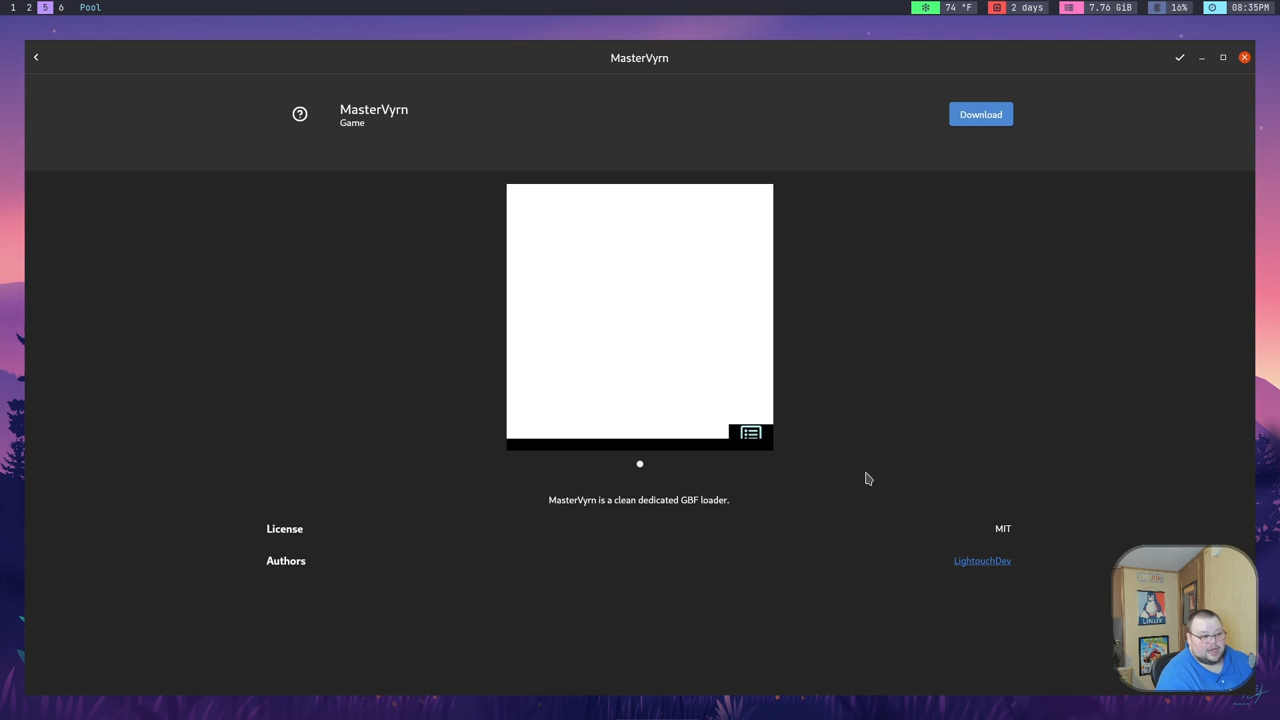 1 2 5 6 Pool 74 °F 2 days 7.76 GiB 16% 08:35PM
MasterVyrn
MasterVyrn
Game
Download
MasterVyrn is a clean dedicated GBF loader.
License MIT
Authors LightouchDev
LINUX